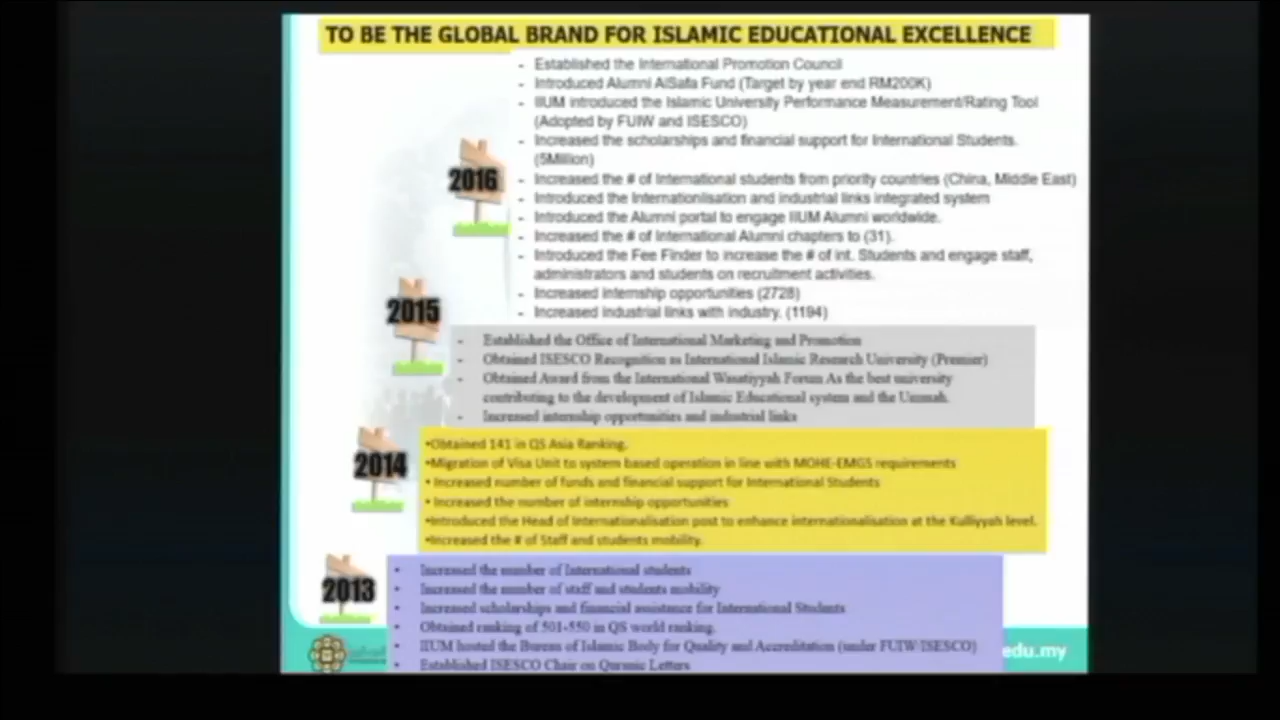 TO BE THE GLOBAL BRAND FOR ISLAMIC EDUCATIONAL EXCELLENCE
- Established the International Promotion Council
- Introduced Alumni AlSafa Fund (Target by year end RM200K)
- IIUM introduced the Islamic University Performance Measurement/Rating Tool
(Adopted by FUIW and ISESCO)
- Increased the scholarships and financial support for International Students.
(5Million)
2016
- Increased the # of International students from priority countries (China, Middle East)
- Introduced the Internationlisation and industrial links integrated system
- Introduced the Alumni portal to engage IIUM Alumni worldwide.
- Increased the # of International Alumni chapters to (31).
- Introduced the Fee Finder to increase the # of int. Students and engage staff,
administrators and students on recruitment activities.
- Increased internship opportunities (2728)
- Increased industrial links with industry. (1194)
2015
- Established the Office of International Marketing and Promotion
- Obtained ISESCO Recognition as International Islamic Research University (Premier)
- Obtained Award from the International Wasatiyyah Forum As the best university
contributing to the development of Islamic Educational system and the Ummah.
- Increased internship opportunities and industrial links
2014
•Obtained 141 in QS Asia Ranking.
•Migration of Visa Unit to system based operation in line with MOHE-EMGS requirements
• Increased number of funds and financial support for International Students
• Increased the number of internship opportunities
•Introduced the Head of Internationalisation post to enhance internationalisation at the Kulliyyah level.
•Increased the # of Staff and students mobility.
2013
• Increased the number of International students
• Increased the number of staff and students mobility
• Increased scholarships and financial assistance for International Students
• Obtained ranking of 501-550 in QS world ranking.
• IIUM hosted the Bureau of Islamic Body for Quality and Accreditation (under FUIW/ISESCO)
• Established ISESCO Chair on Quranic Letters
edu.my